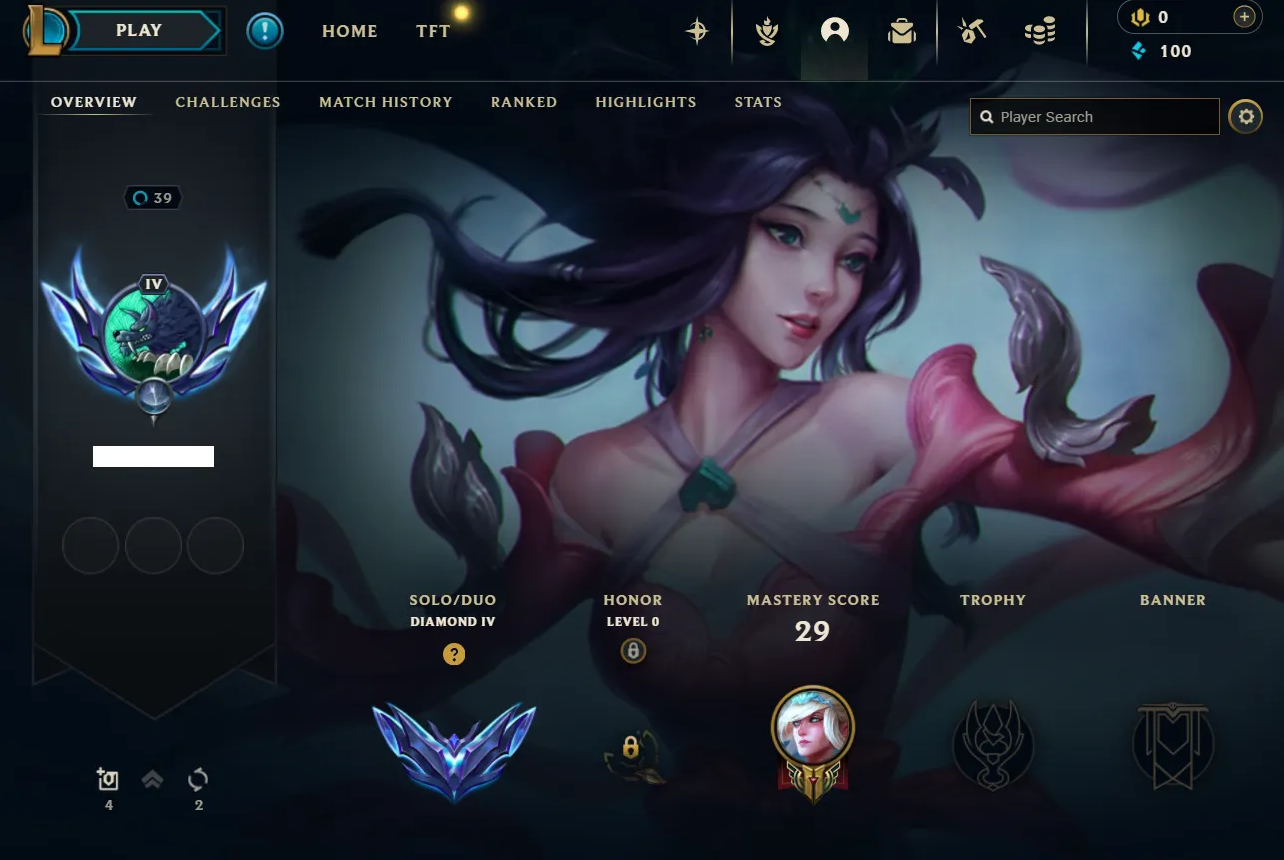 PLAY
!
HOME
TFT
0
+
100
OVERVIEW
CHALLENGES
MATCH HISTORY
RANKED
HIGHLIGHTS
STATS
Player Search
39
IV
SOLO/DUO
DIAMOND IV
?
HONOR
LEVEL 0
MASTERY SCORE
29
TROPHY
BANNER
4
2